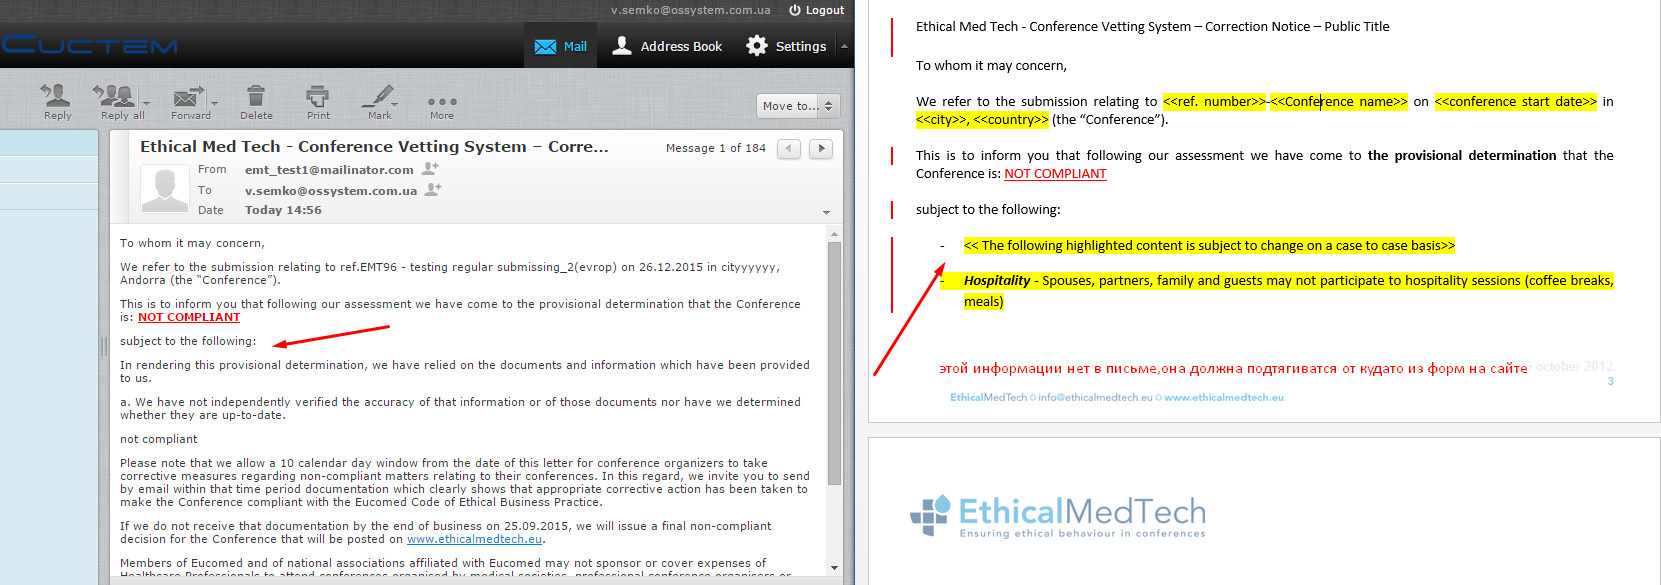 v.semko@ossystem.com.ua Logout
Cuctem
Mail Address Book Settings
Reply Reply all Forward Delete Print Mark More Move to...
Ethical Med Tech - Conference Vetting System – Corre... Message 1 of 184
From emt_test1@mailinator.com
To v.semko@ossystem.com.ua
Date Today 14:56
To whom it may concern,
We refer to the submission relating to ref.EMT96 - testing regular submissing_2(evrop) on 26.12.2015 in cityyyyyy,
Andorra (the “Conference”).
This is to inform you that following our assessment we have come to the provisional determination that the Conference
is: NOT COMPLIANT
subject to the following:
In rendering this provisional determination, we have relied on the documents and information which have been provided
to us.
a. We have not independently verified the accuracy of that information or of those documents nor have we determined
whether they are up-to-date.
not compliant
Please note that we allow a 10 calendar day window from the date of this letter for conference organizers to take
corrective measures regarding non-compliant matters relating to their conferences. In this regard, we invite you to send
by email within that time period documentation which clearly shows that appropriate corrective action has been taken to
make the Conference compliant with the Eucomed Code of Ethical Business Practice.
If we do not receive that documentation by the end of business on 25.09.2015, we will issue a final non-compliant
decision for the Conference that will be posted on www.ethicalmedtech.eu.
Members of Eucomed and of national associations affiliated with Eucomed may not sponsor or cover expenses of
Healthcare Professionals to attend conferences organised by medical societies, professional conference organisers or
Ethical Med Tech - Conference Vetting System – Correction Notice – Public Title
To whom it may concern,
We refer to the submission relating to <<ref. number>>-<<Conference name>> on <<conference start date>> in
<<city>>, <<country>> (the “Conference”).
This is to inform you that following our assessment we have come to the provisional determination that the
Conference is: NOT COMPLIANT
subject to the following:
- << The following highlighted content is subject to change on a case to case basis>>
- Hospitality - Spouses, partners, family and guests may not participate to hospitality sessions (coffee breaks,
meals)
этой информации нет в письме,она должна подтягиватся от кудато из форм на сайте october 2012
3
EthicalMedTech ◊ info@ethicalmedtech.eu ◊ www.ethicalmedtech.eu
EthicalMedTech
Ensuring ethical behaviour in conferences